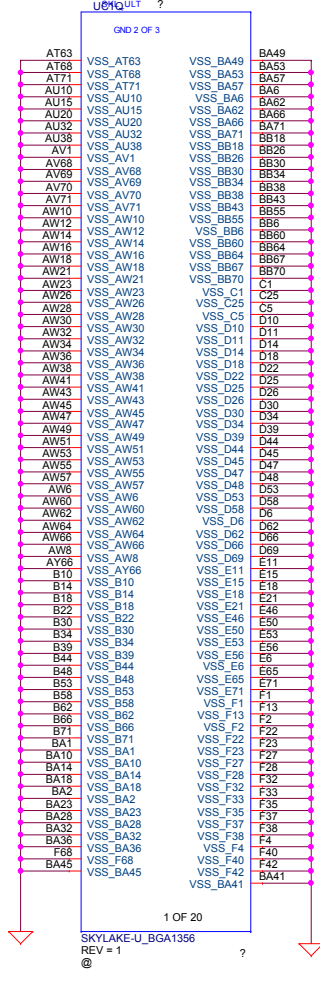 UC1Q ?
SKL_ULT
GND 2 OF 3
AT63 VSS_AT63 VSS_BA49 BA49
AT68 VSS_AT68 VSS_BA53 BA53
AT71 VSS_AT71 VSS_BA57 BA57
AU10 VSS_AU10 VSS_BA6 BA6
AU15 VSS_AU15 VSS_BA62 BA62
AU20 VSS_AU20 VSS_BA66 BA66
AU32 VSS_AU32 VSS_BA71 BA71
AU38 VSS_AU38 VSS_BB18 BB18
AV1 VSS_AV1 VSS_BB26 BB26
AV68 VSS_AV68 VSS_BB30 BB30
AV69 VSS_AV69 VSS_BB34 BB34
AV70 VSS_AV70 VSS_BB38 BB38
AV71 VSS_AV71 VSS_BB43 BB43
AW10 VSS_AW10 VSS_BB55 BB55
AW12 VSS_AW12 VSS_BB6 BB6
AW14 VSS_AW14 VSS_BB60 BB60
AW16 VSS_AW16 VSS_BB64 BB64
AW18 VSS_AW18 VSS_BB67 BB67
AW21 VSS_AW21 VSS_BB70 BB70
AW23 VSS_AW23 VSS_C1 C1
AW26 VSS_AW26 VSS_C25 C25
AW28 VSS_AW28 VSS_C5 C5
AW30 VSS_AW30 VSS_D10 D10
AW32 VSS_AW32 VSS_D11 D11
AW34 VSS_AW34 VSS_D14 D14
AW36 VSS_AW36 VSS_D18 D18
AW38 VSS_AW38 VSS_D22 D22
AW41 VSS_AW41 VSS_D25 D25
AW43 VSS_AW43 VSS_D26 D26
AW45 VSS_AW45 VSS_D30 D30
AW47 VSS_AW47 VSS_D34 D34
AW49 VSS_AW49 VSS_D39 D39
AW51 VSS_AW51 VSS_D44 D44
AW53 VSS_AW53 VSS_D45 D45
AW55 VSS_AW55 VSS_D47 D47
AW57 VSS_AW57 VSS_D48 D48
AW6 VSS_AW6 VSS_D53 D53
AW60 VSS_AW60 VSS_D58 D58
AW62 VSS_AW62 VSS_D6 D6
AW64 VSS_AW64 VSS_D62 D62
AW66 VSS_AW66 VSS_D66 D66
AW8 VSS_AW8 VSS_D69 D69
AY66 VSS_AY66 VSS_E11 E11
B10 VSS_B10 VSS_E15 E15
B14 VSS_B14 VSS_E18 E18
B18 VSS_B18 VSS_E21 E21
B22 VSS_B22 VSS_E46 E46
B30 VSS_B30 VSS_E50 E50
B34 VSS_B34 VSS_E53 E53
B39 VSS_B39 VSS_E56 E56
B44 VSS_B44 VSS_E6 E6
B48 VSS_B48 VSS_E65 E65
B53 VSS_B53 VSS_E71 E71
B58 VSS_B58 VSS_F1 F1
B62 VSS_B62 VSS_F13 F13
B66 VSS_B66 VSS_F2 F2
B71 VSS_B71 VSS_F22 F22
BA1 VSS_BA1 VSS_F23 F23
BA10 VSS_BA10 VSS_F27 F27
BA14 VSS_BA14 VSS_F28 F28
BA18 VSS_BA18 VSS_F32 F32
BA2 VSS_BA2 VSS_F33 F33
BA23 VSS_BA23 VSS_F35 F35
BA28 VSS_BA28 VSS_F37 F37
BA32 VSS_BA32 VSS_F38 F38
BA36 VSS_BA36 VSS_F4 F4
F68 VSS_F68 VSS_F40 F40
BA45 VSS_BA45 VSS_F42 F42
VSS_BA41 BA41
1 OF 20
SKYLAKE-U_BGA1356
REV = 1 ?
@